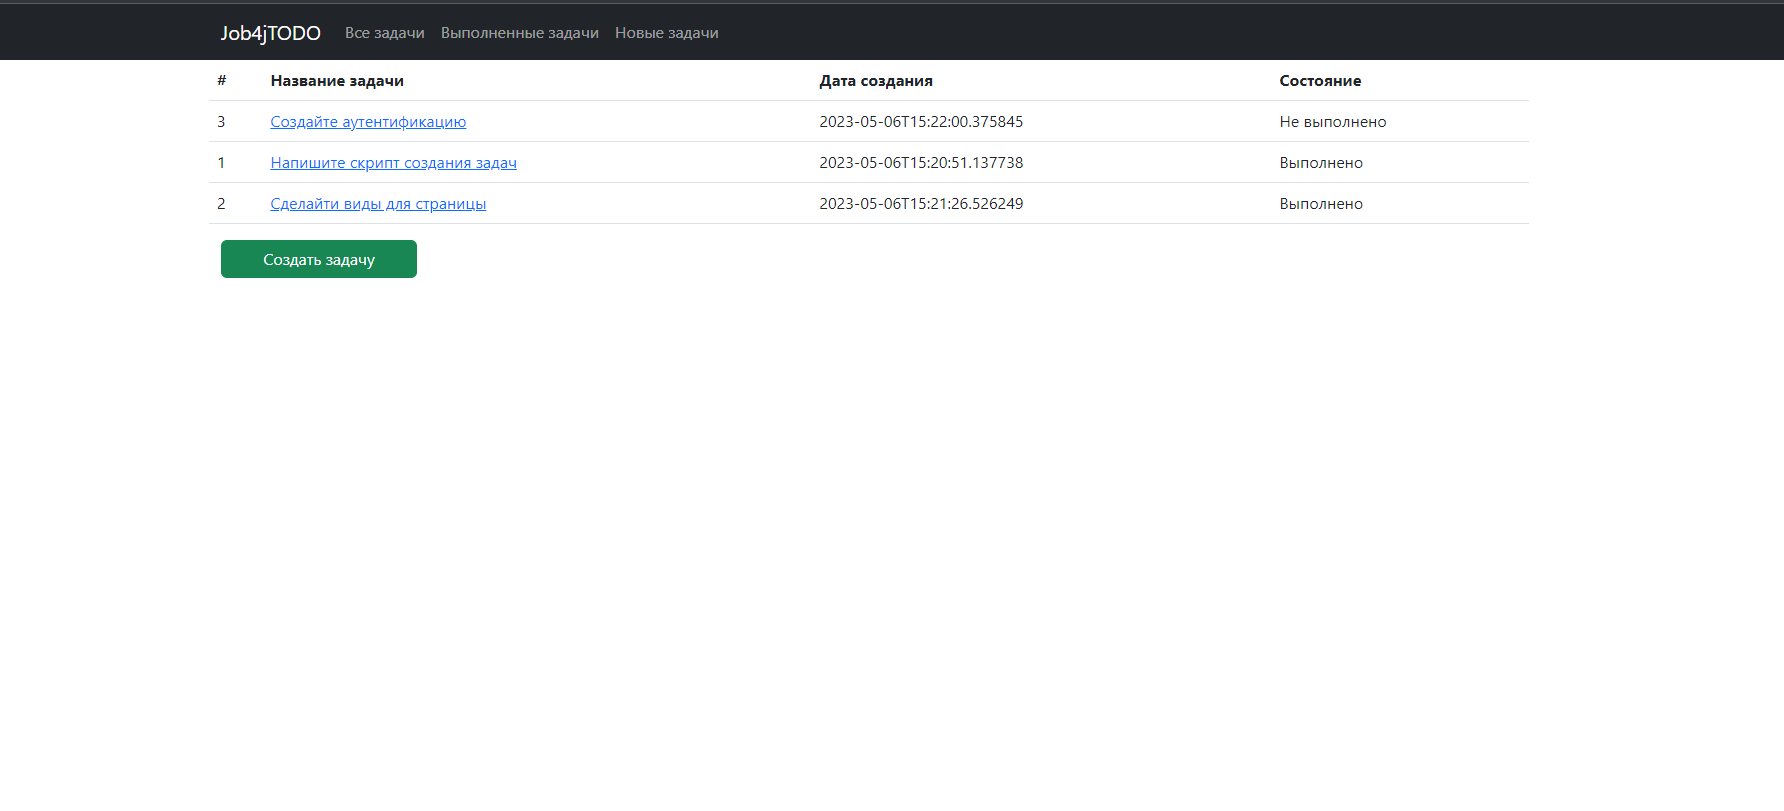 Job4jTODO Все задачи Выполненные задачи Новые задачи
# Название задачи Дата создания Состояние
3 Создайте аутентификацию 2023-05-06T15:22:00.375845 Не выполнено
1 Напишите скрипт создания задач 2023-05-06T15:20:51.137738 Выполнено
2 Сделайти виды для страницы 2023-05-06T15:21:26.526249 Выполнено
Создать задачу